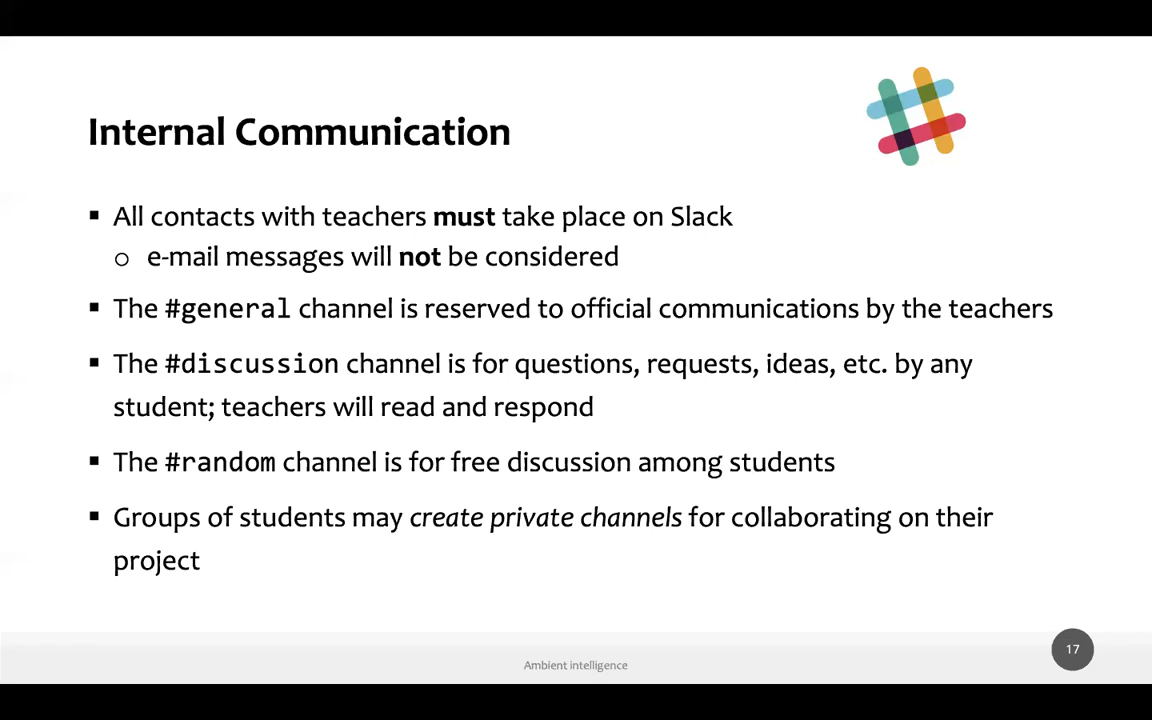 Internal Communication
▪ All contacts with teachers must take place on Slack
o e-mail messages will not be considered
▪ The #general channel is reserved to official communications by the teachers
▪ The #discussion channel is for questions, requests, ideas, etc. by any
student; teachers will read and respond
▪ The #random channel is for free discussion among students
▪ Groups of students may create private channels for collaborating on their
project
17
Ambient intelligence